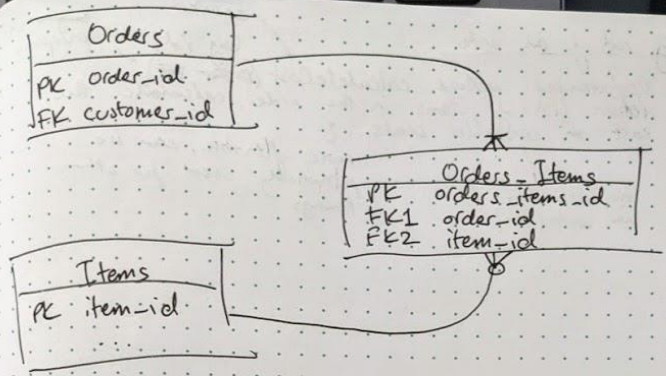 Orders
PK order_id
FK customer_id
Orders_Items
PK orders_items_id
FK1 order_id
FK2 item_id
Items
PK item_id
...